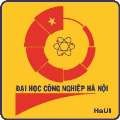 ĐẠI HỌC CÔNG NGHIỆP HÀ NỘI
HaUI